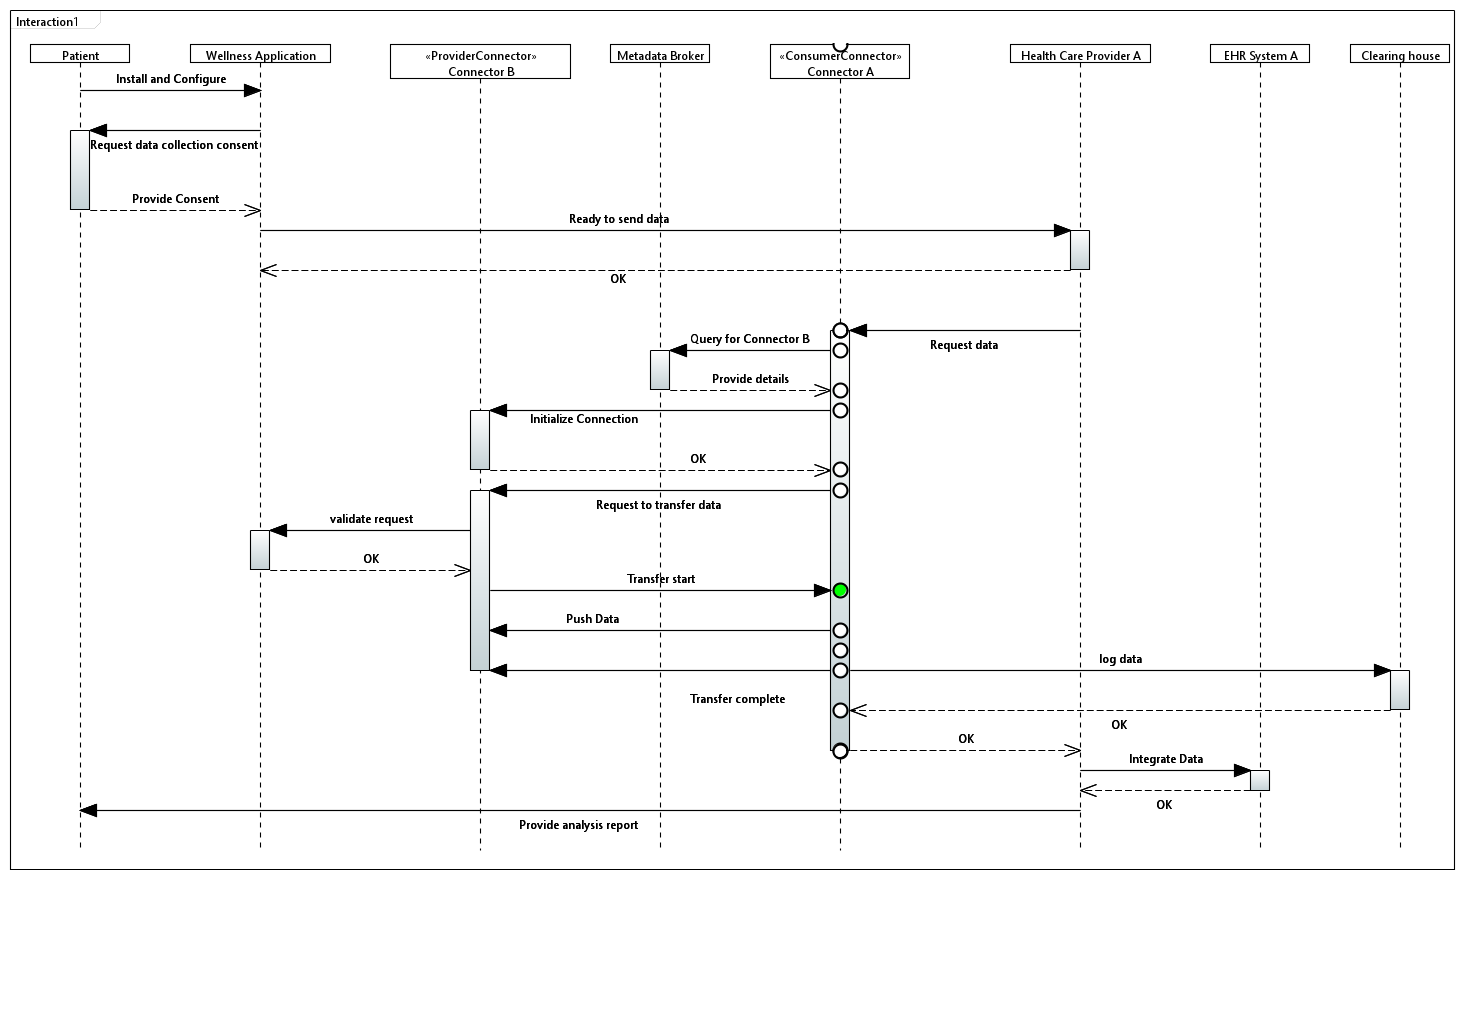 Interaction1
Patient
Wellness Application
«ProviderConnector»
Connector B
Metadata Broker
«ConsumerConnector»
Connector A
Health Care Provider A
EHR System A
Clearing house
Install and Configure
Request data collection consent
Provide Consent
Ready to send data
OK
Query for Connector B
Request data
Provide details
Initialize Connection
OK
Request to transfer data
validate request
OK
Transfer start
Push Data
log data
Transfer complete
OK
OK
Integrate Data
OK
Provide analysis report